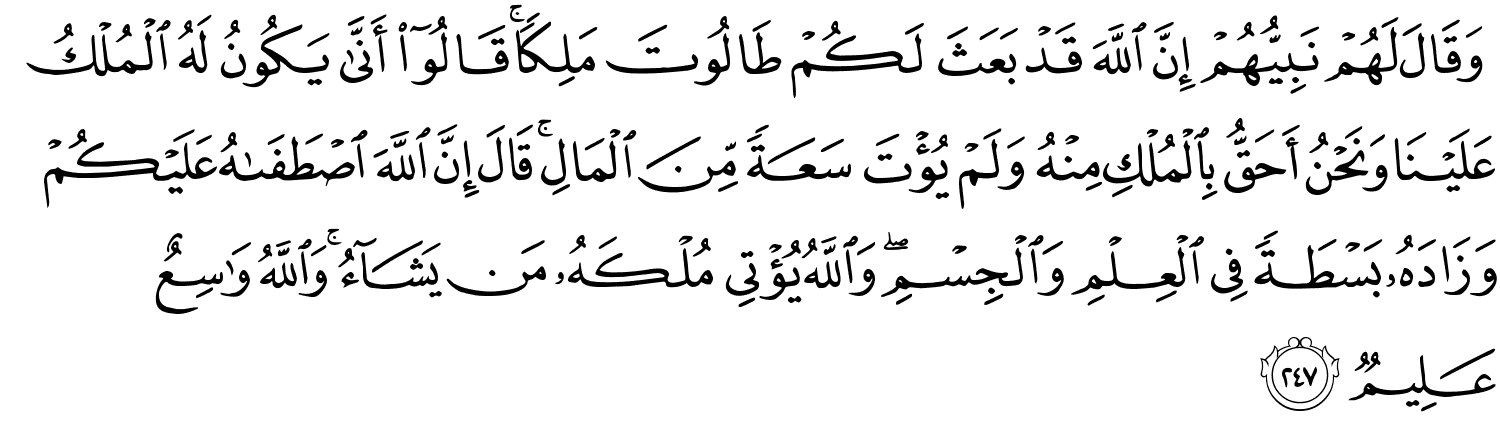 وَقَالَ لَهُمْ نَبِيُّهُمْ إِنَّ ٱللَّهَ قَدْ بَعَثَ لَكُمْ طَالُوتَ مَلِكًۭا ۚ قَالُوٓا۟ أَنَّىٰ يَكُونُ لَهُ ٱلْمُلْكُ
عَلَيْنَا وَنَحْنُ أَحَقُّ بِٱلْمُلْكِ مِنْهُ وَلَمْ يُؤْتَ سَعَةًۭ مِّنَ ٱلْمَالِ ۚ قَالَ إِنَّ ٱللَّهَ ٱصْطَفَىٰهُ عَلَيْكُمْ
وَزَادَهُۥ بَسْطَةًۭ فِى ٱلْعِلْمِ وَٱلْجِسْمِ ۖ وَٱللَّهُ يُؤْتِى مُلْكَهُۥ مَن يَشَآءُ ۚ وَٱللَّهُ وَٰسِعٌ
عَلِيمٌۭ ٢٤٧